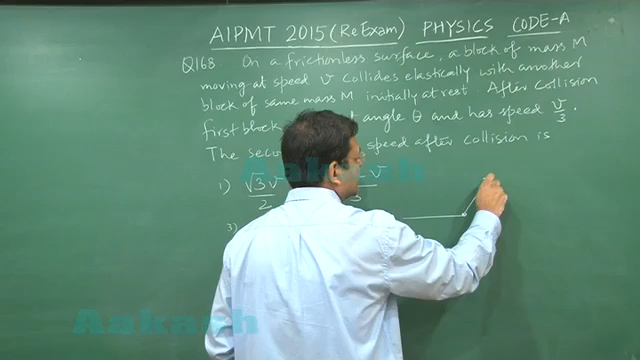 AIPMT 2015 (Re Exam) PHYSICS CODE-A
Q168 On a frictionless surface, a block of mass M
moving at speed v collides elastically with another
block of same mass M initially at rest. After Collision
first block angle θ and has speed v/3.
The speed after collision is
1) √3 v / 2 v
3)
Aakash
Aakash